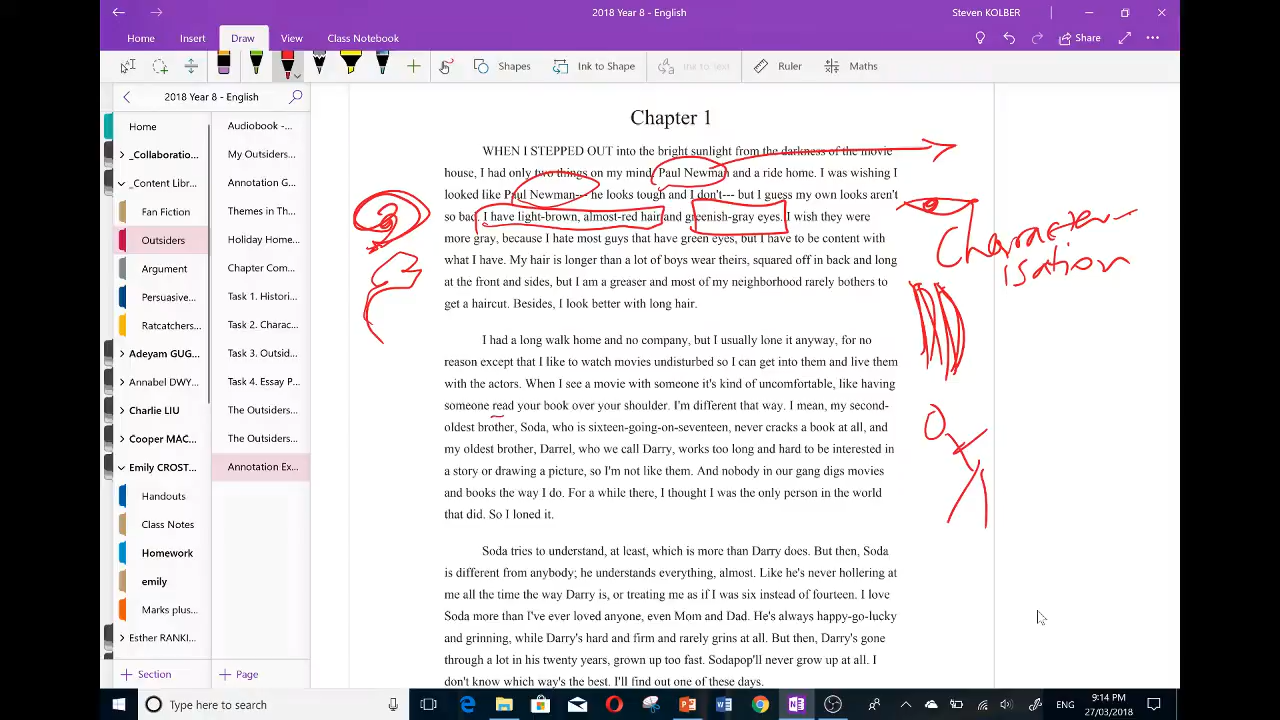 2018 Year 8 - English
Steven KOLBER
Home Insert Draw View Class Notebook
Share
Shapes Ink to Shape Ink to Text Ruler Maths
2018 Year 8 - English
Home
_Collaboratio...
_Content Libr...
Fan Fiction
Outsiders
Argument
Persuasive...
Ratcatchers...
Adeyam GUG...
Annabel DWY...
Charlie LIU
Cooper MAC...
Emily CROST...
Handouts
Class Notes
Homework
emily
Marks plus...
Esther RANKI...
+ Section
Audiobook -...
My Outsiders
Annotation G...
Themes in Th...
Holiday Home...
Chapter Com...
Task 1. Histori...
Task 2. Charac...
Task 3. Outsid...
Task 4. Essay P...
The Outsiders...
The Outsiders...
Annotation Ex...
+ Page
Chapter 1
WHEN I STEPPED OUT into the bright sunlight from the darkness of the movie
house, I had only two things on my mind: Paul Newman and a ride home. I was wishing I
looked like Paul Newman--- he looks tough and I don't--- but I guess my own looks aren't
so bad. I have light-brown, almost-red hair and greenish-gray eyes. I wish they were
more gray, because I hate most guys that have green eyes, but I have to be content with
what I have. My hair is longer than a lot of boys wear theirs, squared off in back and long
at the front and sides, but I am a greaser and most of my neighborhood rarely bothers to
get a haircut. Besides, I look better with long hair.
I had a long walk home and no company, but I usually lone it anyway, for no
reason except that I like to watch movies undisturbed so I can get into them and live them
with the actors. When I see a movie with someone it's kind of uncomfortable, like having
someone read your book over your shoulder. I'm different that way. I mean, my second-
oldest brother, Soda, who is sixteen-going-on-seventeen, never cracks a book at all, and
my oldest brother, Darrel, who we call Darry, works too long and hard to be interested in
a story or drawing a picture, so I'm not like them. And nobody in our gang digs movies
and books the way I do. For a while there, I thought I was the only person in the world
that did. So I loned it.
Soda tries to understand, at least, which is more than Darry does. But then, Soda
is different from anybody; he understands everything, almost. Like he's never hollering at
me all the time the way Darry is, or treating me as if I was six instead of fourteen. I love
Soda more than I've ever loved anyone, even Mom and Dad. He's always happy-go-lucky
and grinning, while Darry's hard and firm and rarely grins at all. But then, Darry's gone
through a lot in his twenty years, grown up too fast. Sodapop'll never grow up at all. I
don't know which way's the best. I'll find out one of these days.
Character-
isation
Type here to search
ENG
9:14 PM
27/03/2018